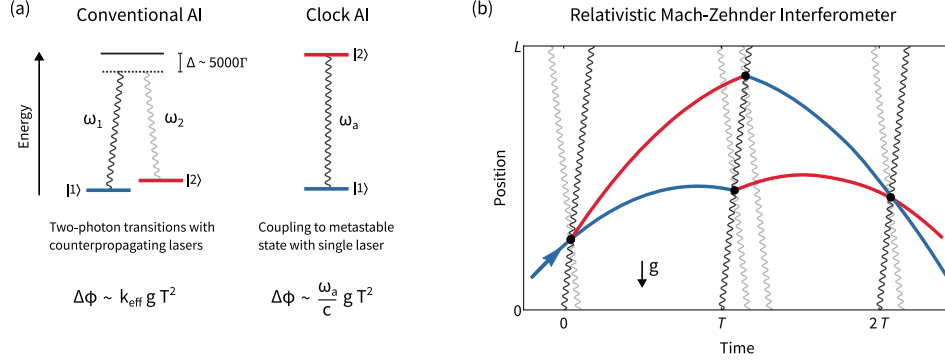 (a)
Conventional AI
Clock AI
Energy
Δ ~ 5000Γ
ω₁
ω₂
|1⟩
|2⟩
|2⟩
ωₐ
|1⟩
Two-photon transitions with
counterpropagating lasers
Coupling to metastable
state with single laser
Δϕ ~ k_eff g T²
Δϕ ~ ωₐ/c g T²
(b)
Relativistic Mach-Zehnder Interferometer
L
Position
0
g
0
T
2T
Time